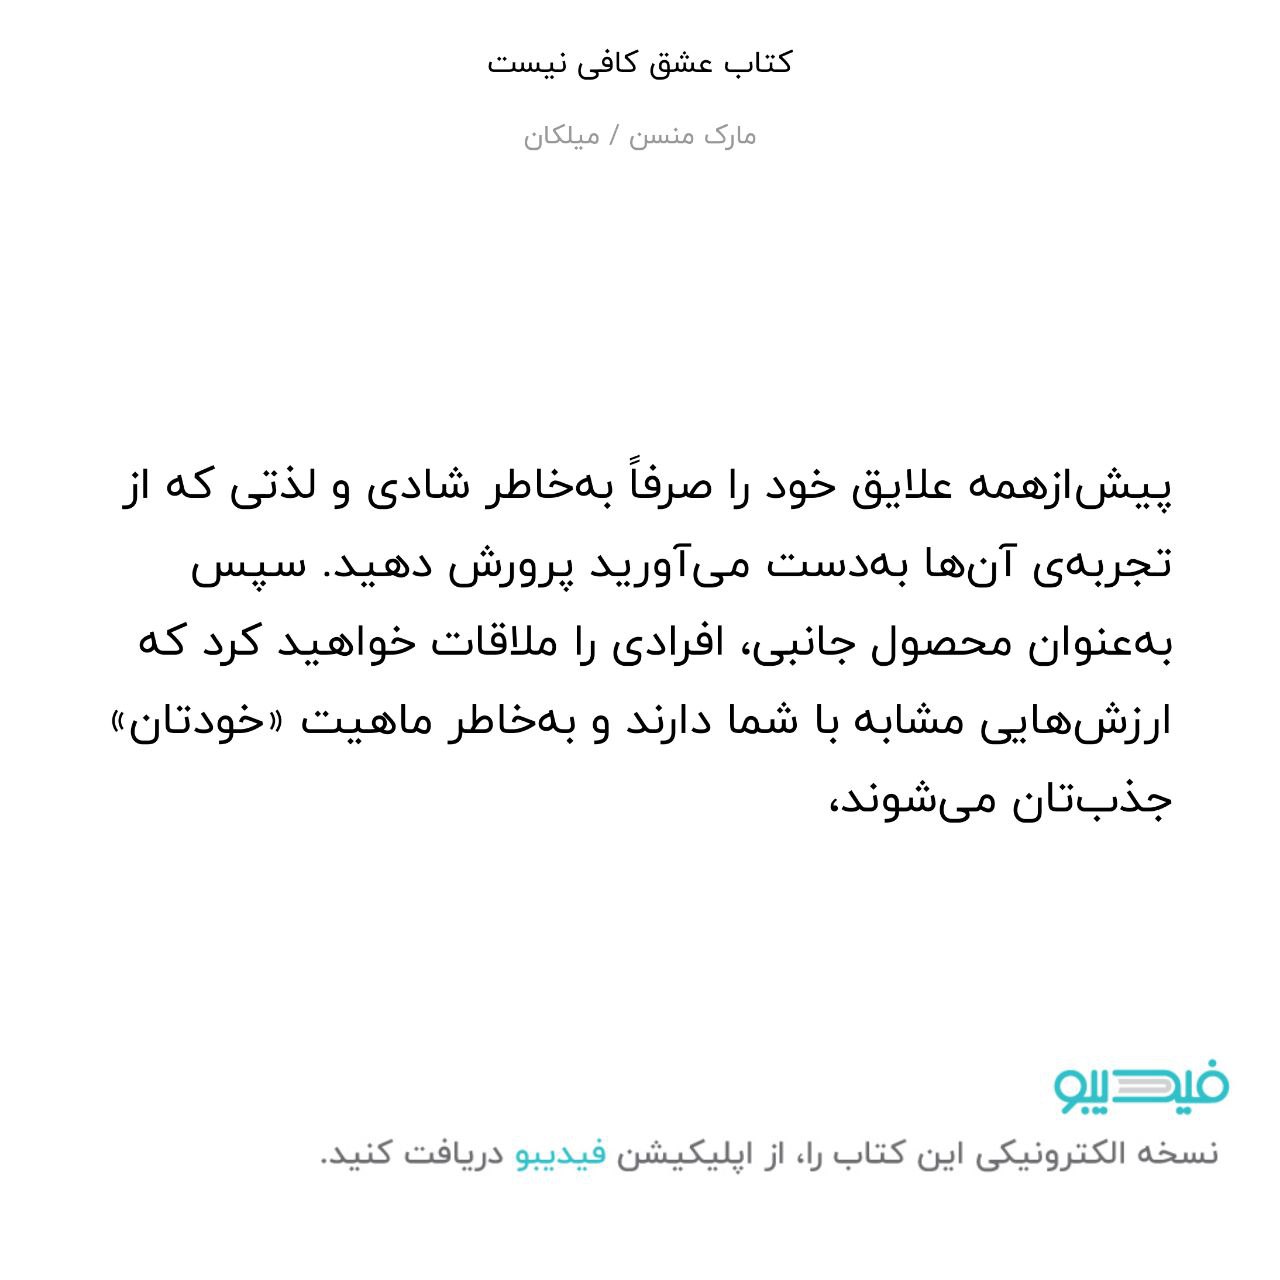 کتاب عشق کافی نیست
مارک منسن / میلکان
پیش‌ازهمه علایق خود را صرفاً به‌خاطر شادی و لذتی که از
تجربه‌ی آن‌ها به‌دست می‌آورید پرورش دهید. سپس
به‌عنوان محصول جانبی، افرادی را ملاقات خواهید کرد که
ارزش‌هایی مشابه با شما دارند و به‌خاطر ماهیت «خودتان»
جذب‌تان می‌شوند،
فیدیبو
نسخه الکترونیکی این کتاب را، از اپلیکیشن فیدیبو دریافت کنید.